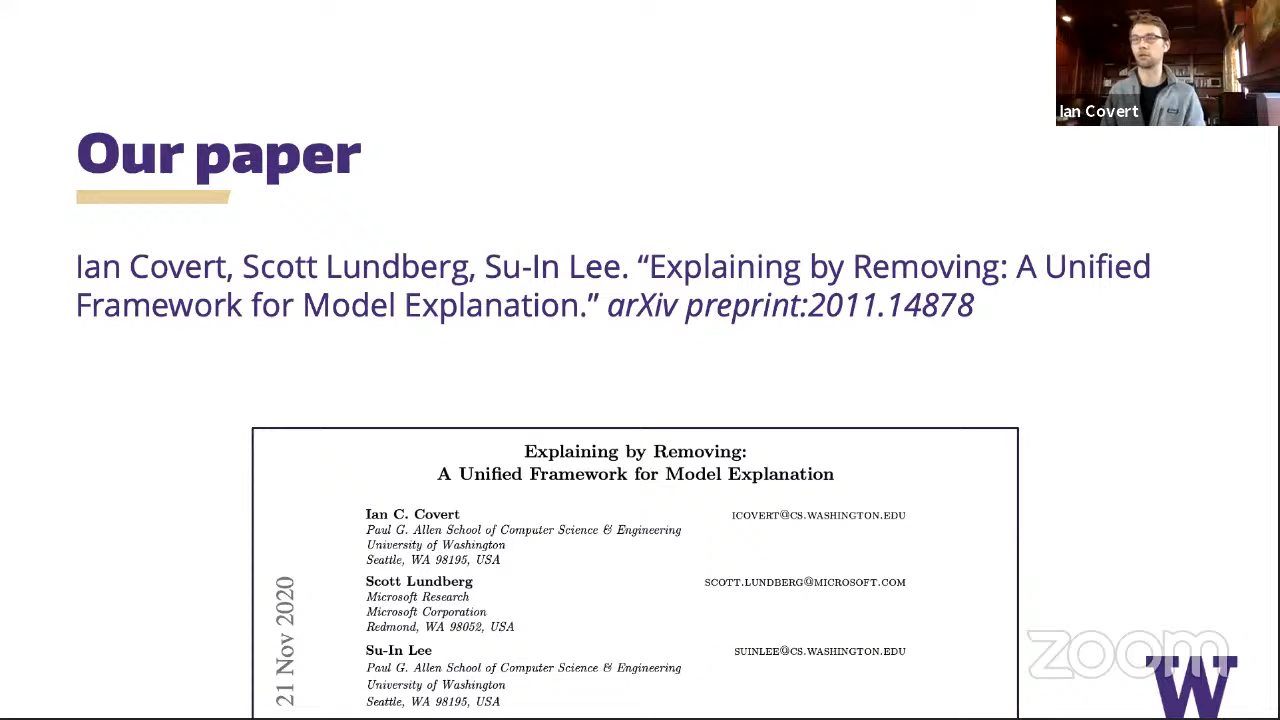 Ian Covert
Our paper
Ian Covert, Scott Lundberg, Su-In Lee. “Explaining by Removing: A Unified
Framework for Model Explanation.” arXiv preprint:2011.14878
Explaining by Removing:
A Unified Framework for Model Explanation
Ian C. Covert ICOVERT@CS.WASHINGTON.EDU
Paul G. Allen School of Computer Science & Engineering
University of Washington
Seattle, WA 98195, USA
Scott Lundberg SCOTT.LUNDBERG@MICROSOFT.COM
Microsoft Research
Microsoft Corporation
Redmond, WA 98052, USA
Su-In Lee SUINLEE@CS.WASHINGTON.EDU
Paul G. Allen School of Computer Science & Engineering
University of Washington
Seattle, WA 98195, USA
21 Nov 2020
zoom
W